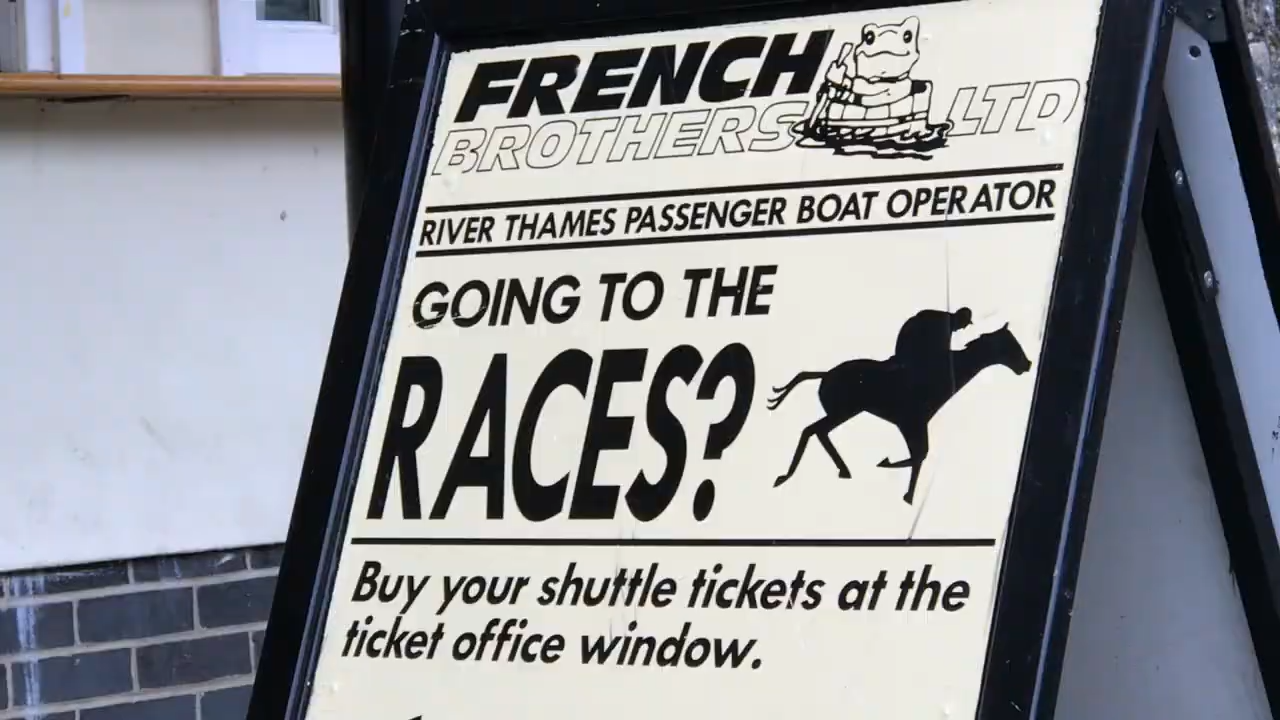 FRENCH
BROTHERS LTD
RIVER THAMES PASSENGER BOAT OPERATOR
GOING TO THE
RACES?
Buy your shuttle tickets at the
ticket office window.